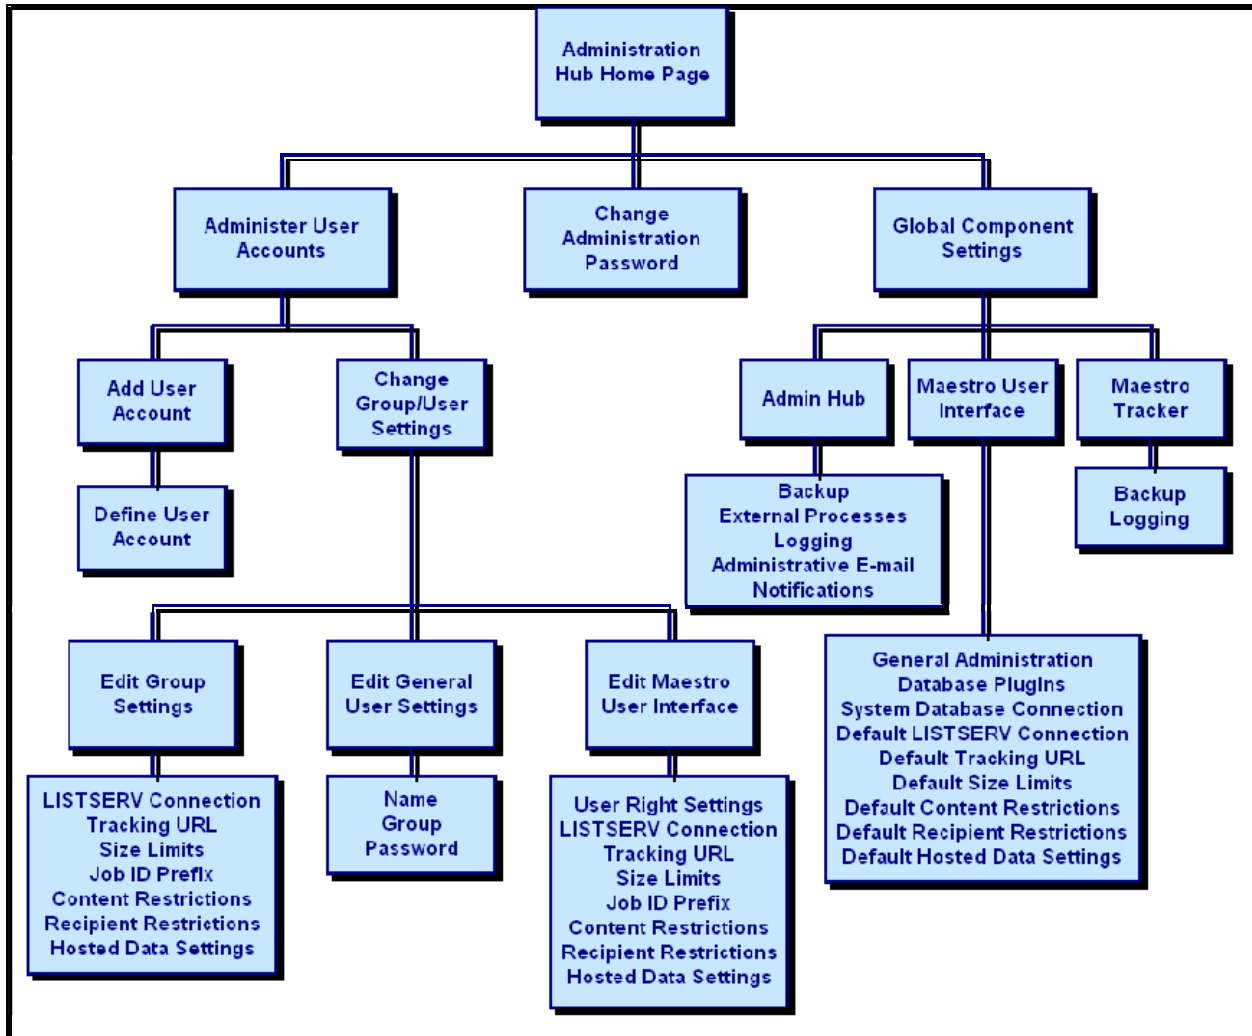 Administration
Hub Home Page
Administer User
Accounts
Change
Administration
Password
Global Component
Settings
Add User
Account
Change
Group/User
Settings
Admin Hub
Maestro User
Interface
Maestro
Tracker
Define User
Account
Backup
External Processes
Logging
Administrative E-mail
Notifications
Backup
Logging
Edit Group
Settings
Edit General
User Settings
Edit Maestro
User Interface
General Administration
Database PlugIns
System Database Connection
Default LISTSERV Connection
Default Tracking URL
Default Size Limits
Default Content Restrictions
Default Recipient Restrictions
Default Hosted Data Settings
LISTSERV Connection
Tracking URL
Size Limits
Job ID Prefix
Content Restrictions
Recipient Restrictions
Hosted Data Settings
Name
Group
Password
User Right Settings
LISTSERV Connection
Tracking URL
Size Limits
Job ID Prefix
Content Restrictions
Recipient Restrictions
Hosted Data Settings